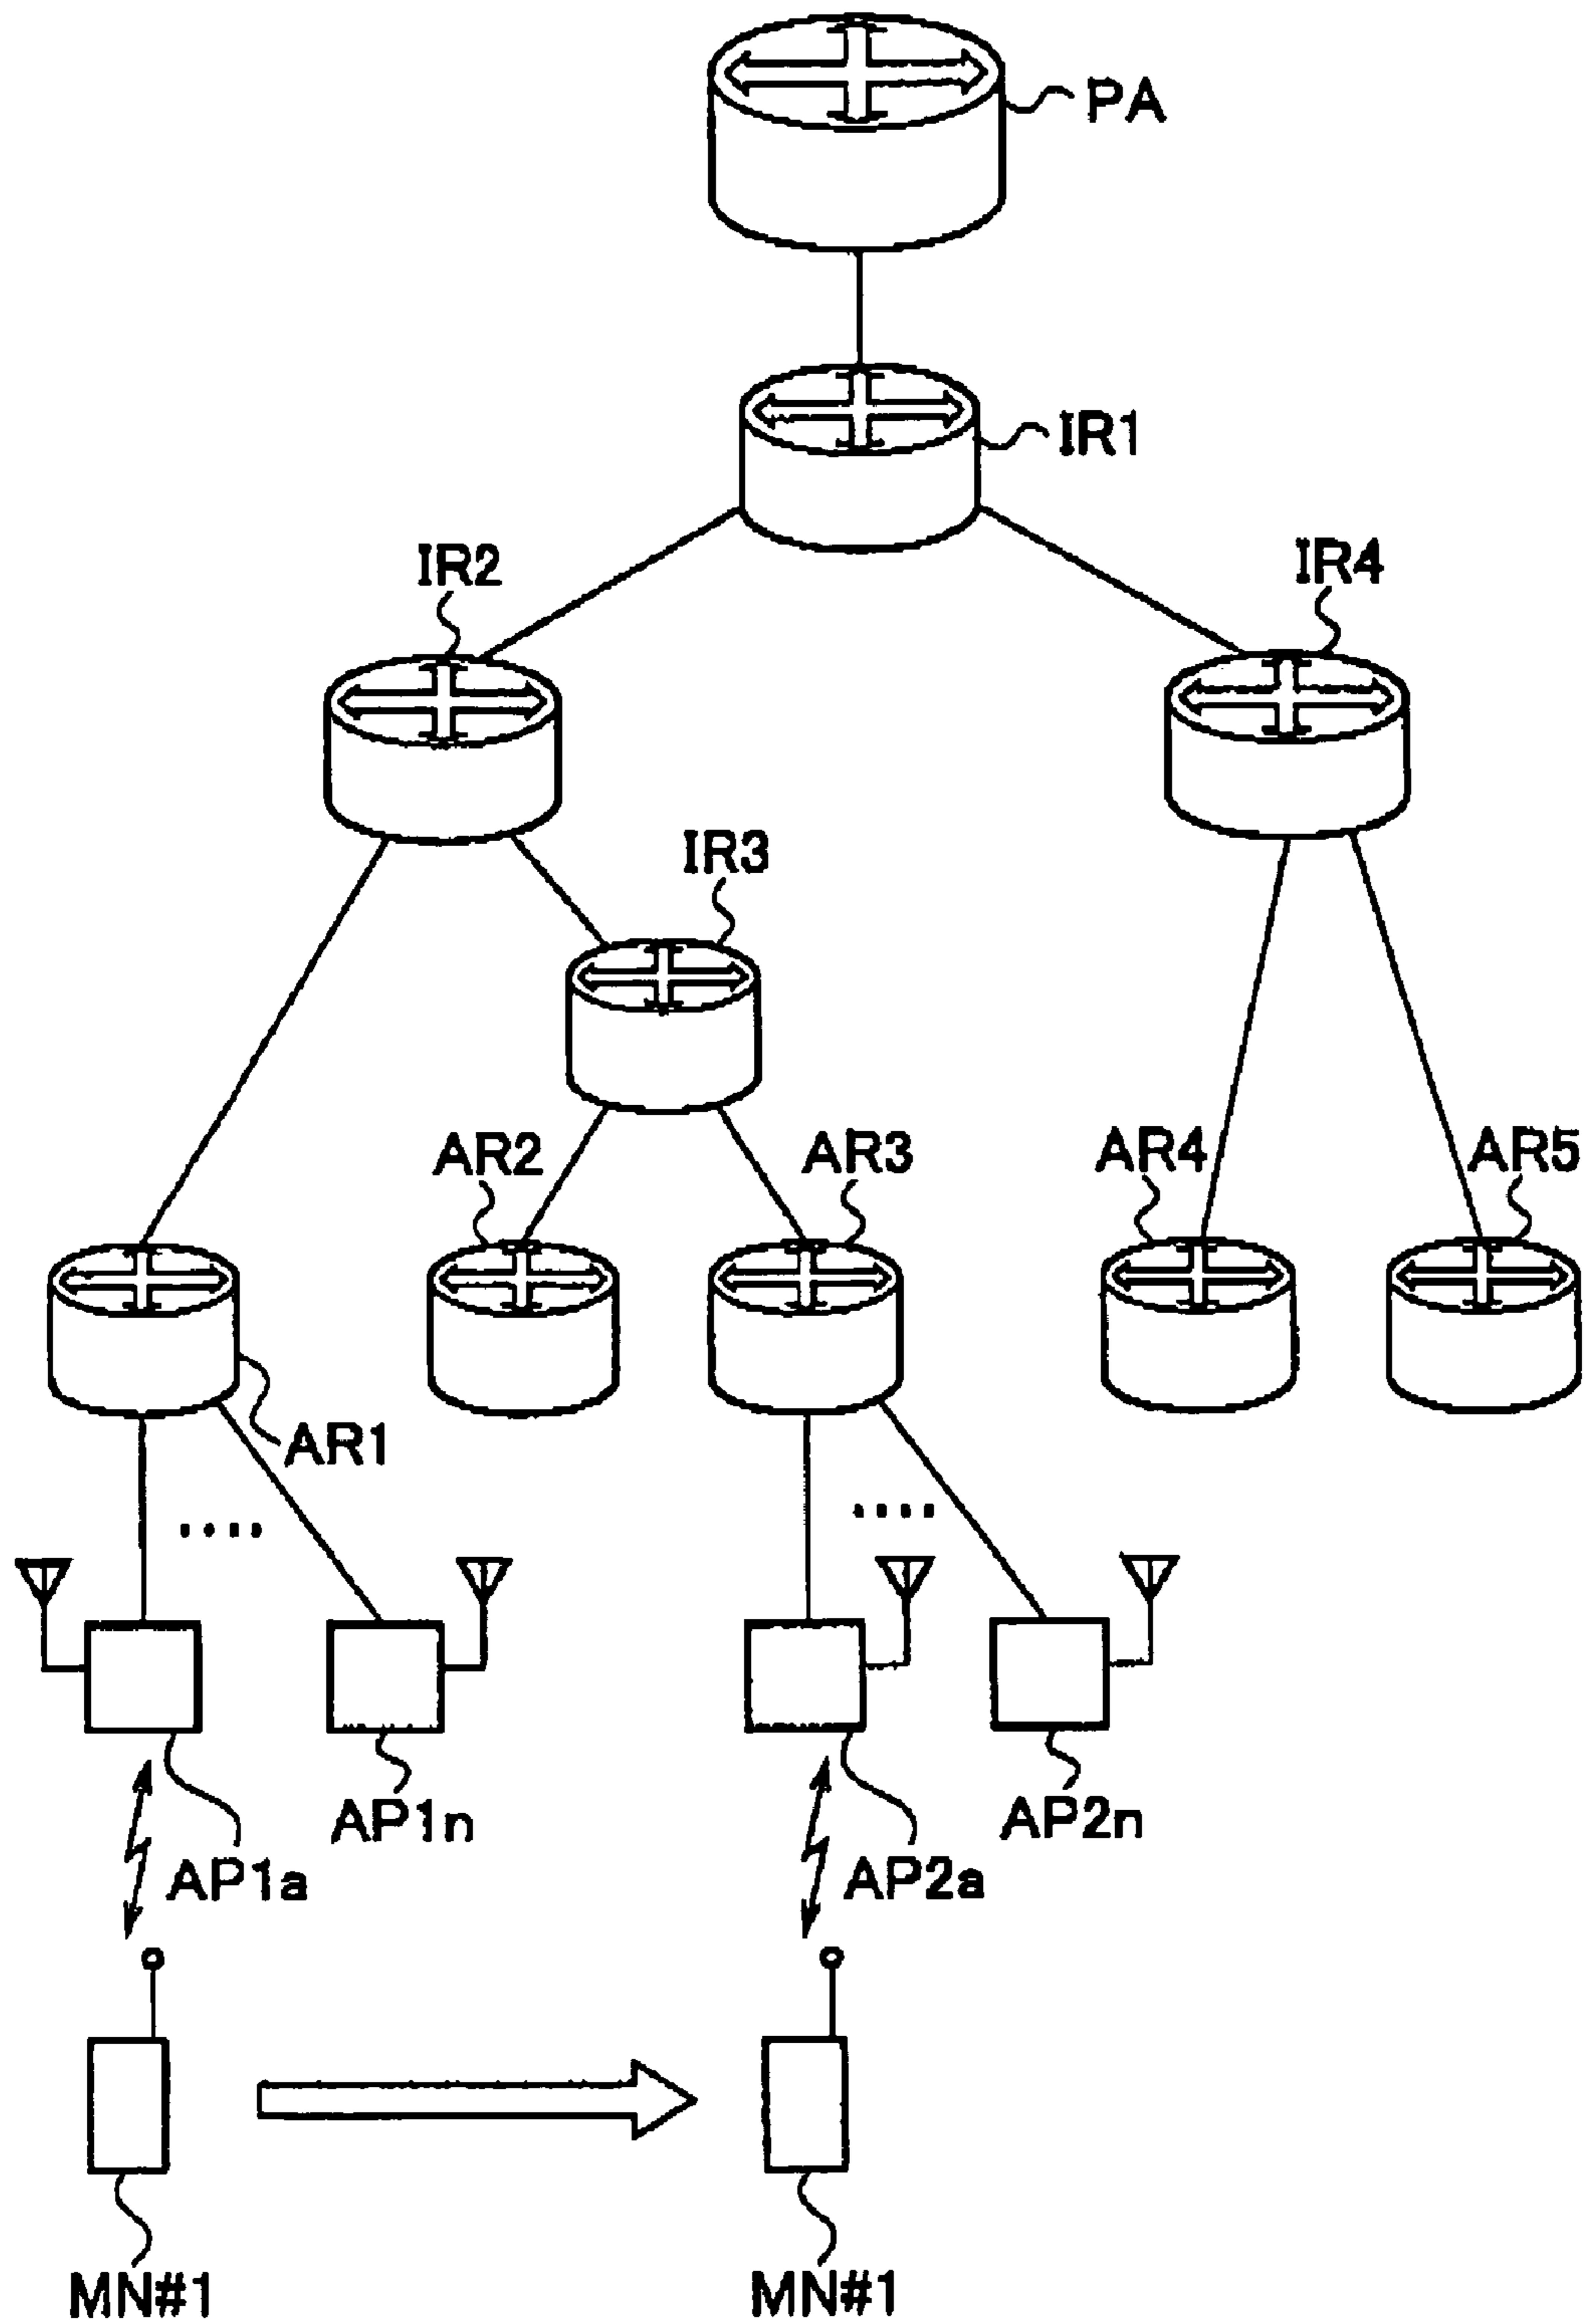 PA
IR1
IR2
IR4
IR3
AR2
AR3
AR4
AR5
AR1
....
....
AP1n
AP2n
AP1a
AP2a
MN#1
MN#1